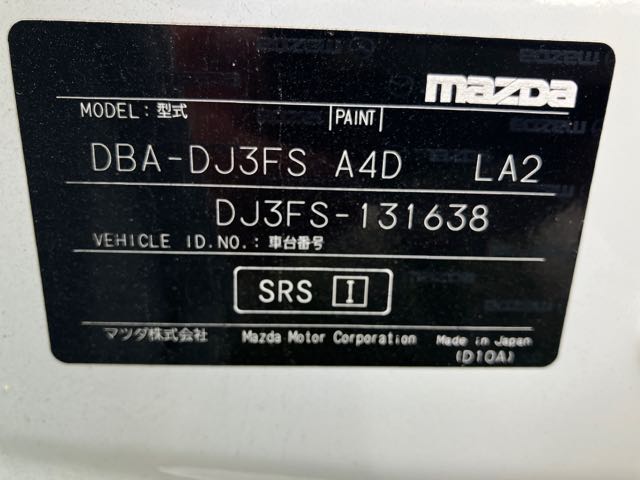 mazda
MODEL: 型式 PAINT
DBA-DJ3FS A4D LA2
DJ3FS-131638
VEHICLE ID.NO.: 車台番号
SRS I
マツダ株式会社 Mazda Motor Corporation Made in Japan
(D10A)